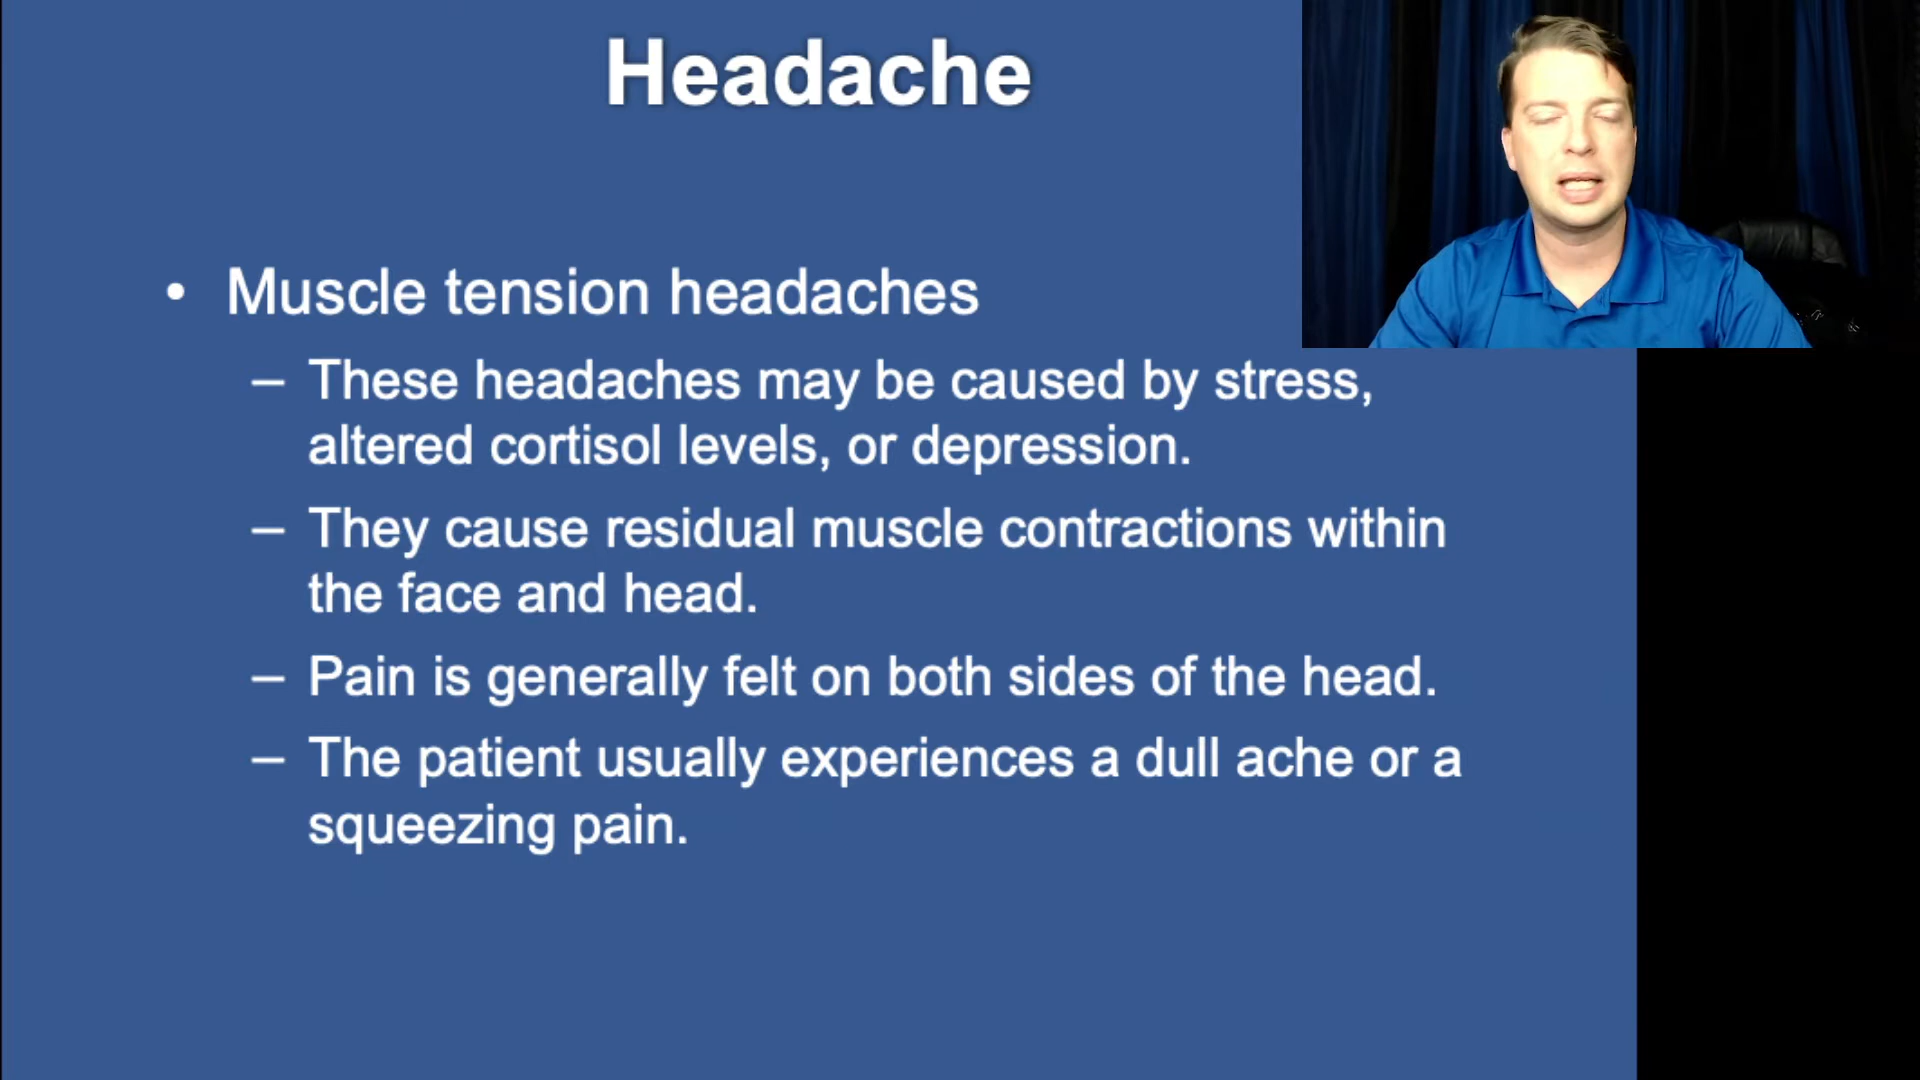 Headache
• Muscle tension headaches
– These headaches may be caused by stress,
altered cortisol levels, or depression.
– They cause residual muscle contractions within
the face and head.
– Pain is generally felt on both sides of the head.
– The patient usually experiences a dull ache or a
squeezing pain.